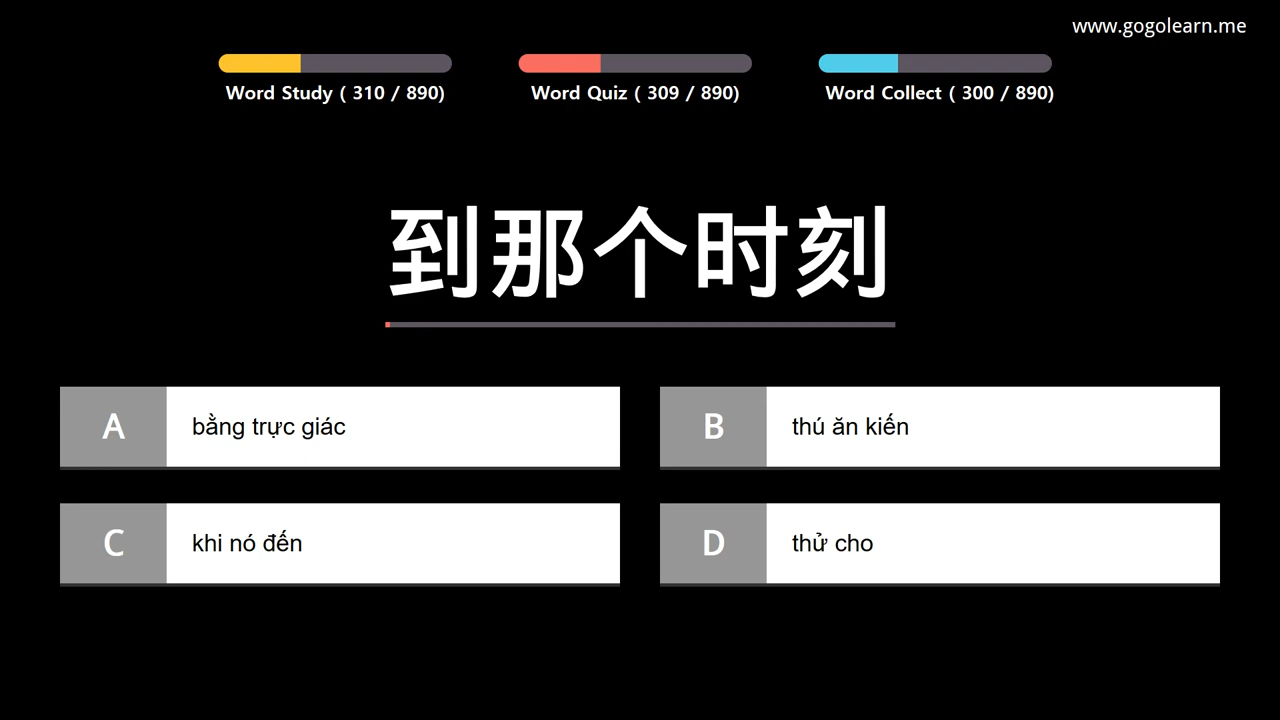 www.gogolearn.me
Word Study ( 310 / 890)
Word Quiz ( 309 / 890)
Word Collect ( 300 / 890)
到那个时刻
A bằng trực giác
B thú ăn kiến
C khi nó đến
D thử cho